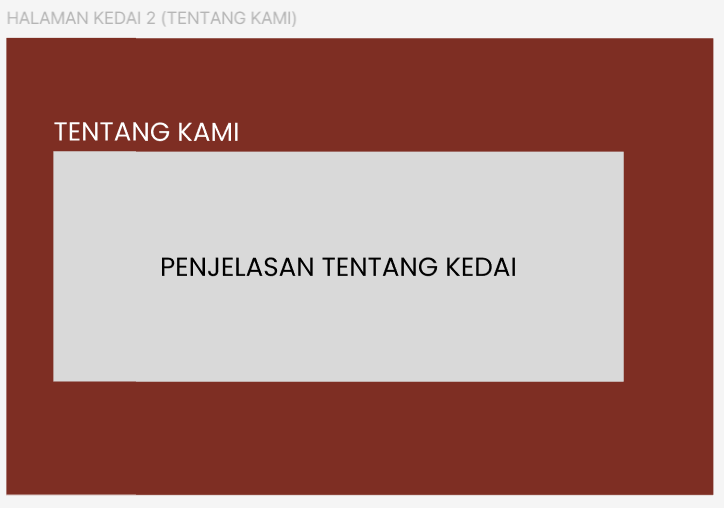 HALAMAN KEDAI 2 (TENTANG KAMI)
TENTANG KAMI
PENJELASAN TENTANG KEDAI